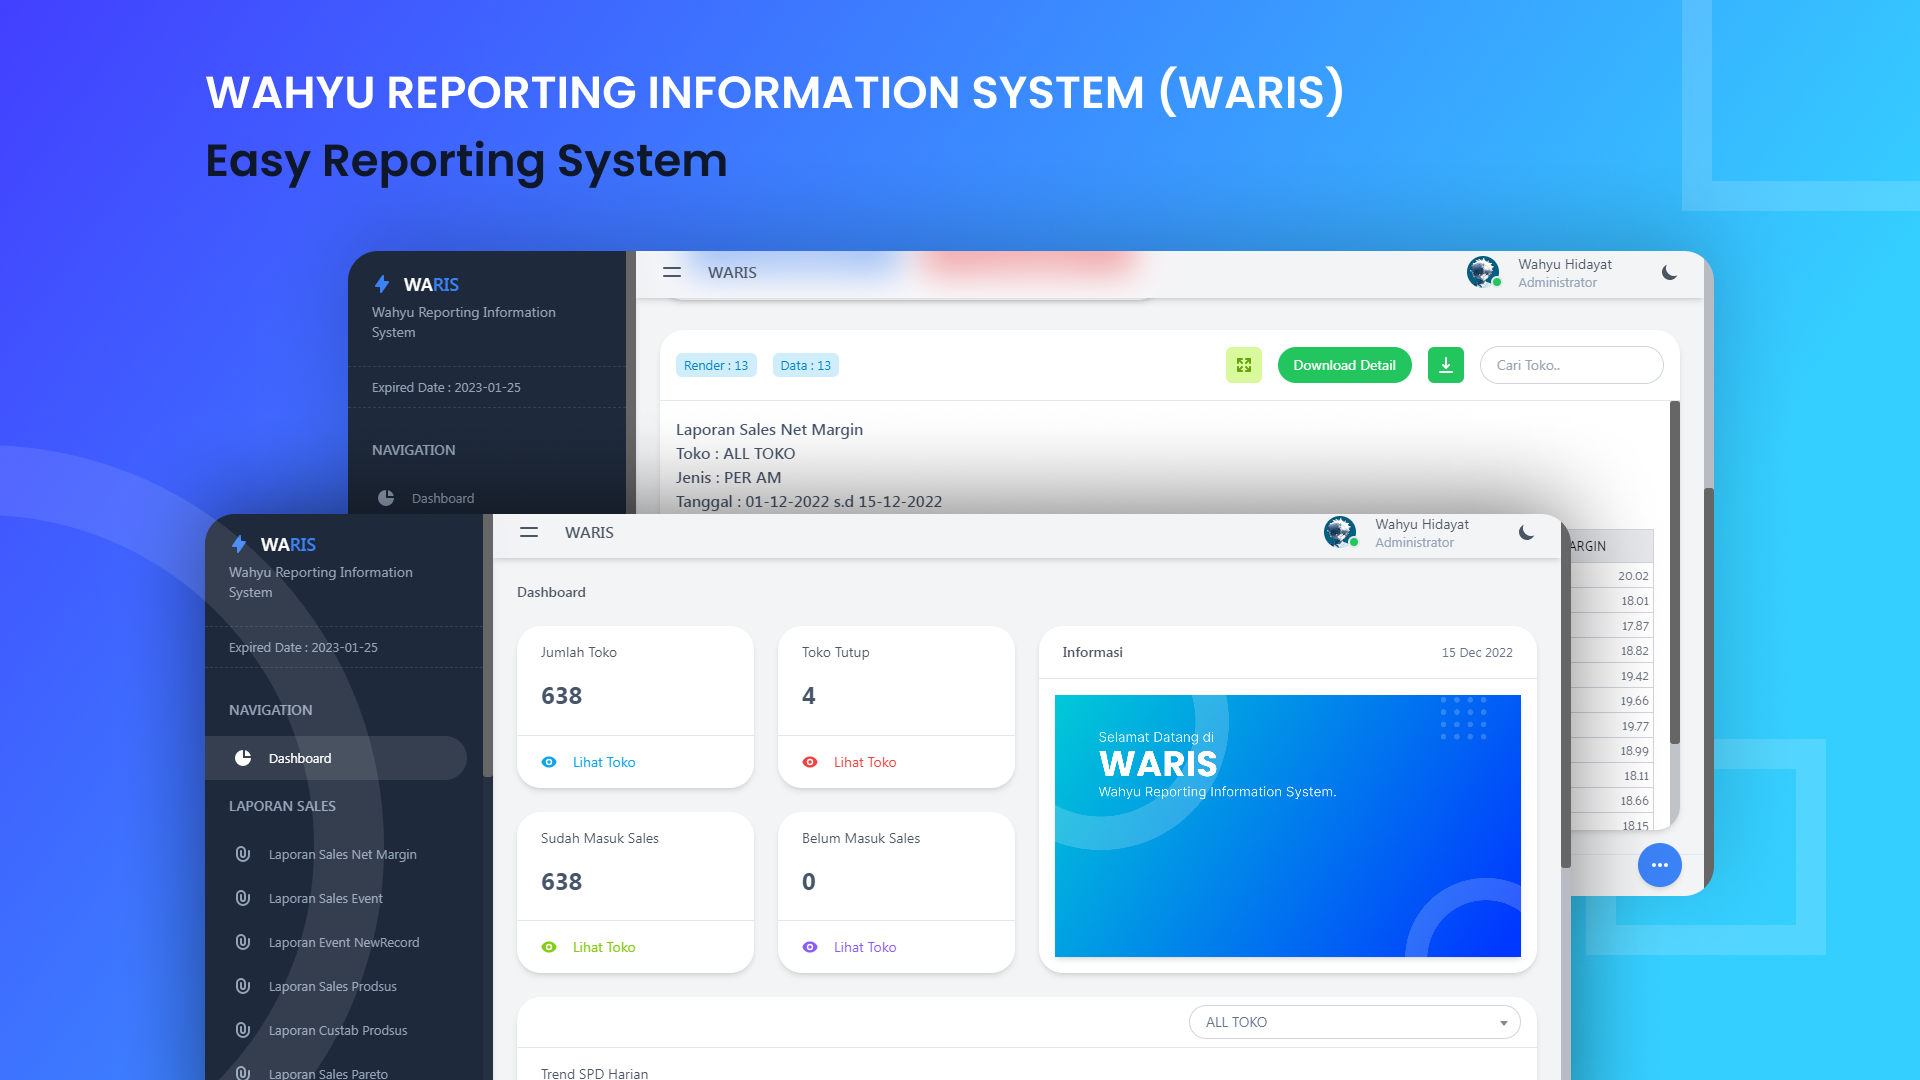 WAHYU REPORTING INFORMATION SYSTEM (WARIS)
Easy Reporting System
WARIS
Wahyu Reporting Information
System
Expired Date : 2023-01-25
NAVIGATION
Dashboard
WARIS
Wahyu Hidayat
Administrator
Render : 13
Data : 13
Download Detail
Cari Toko..
Laporan Sales Net Margin
Toko : ALL TOKO
Jenis : PER AM
Tanggal : 01-12-2022 s.d 15-12-2022
ARGIN
20.02
18.01
17.87
18.82
19.42
19.66
19.77
18.99
18.11
18.66
18.15
WARIS
Wahyu Reporting Information
System
Expired Date : 2023-01-25
NAVIGATION
Dashboard
LAPORAN SALES
Laporan Sales Net Margin
Laporan Sales Event
Laporan Event NewRecord
Laporan Sales Prodsus
Laporan Custab Prodsus
Laporan Sales Pareto
WARIS
Wahyu Hidayat
Administrator
Dashboard
Jumlah Toko
638
Lihat Toko
Toko Tutup
4
Lihat Toko
Sudah Masuk Sales
638
Lihat Toko
Belum Masuk Sales
0
Lihat Toko
Informasi
15 Dec 2022
Selamat Datang di
WARIS
Wahyu Reporting Information System.
ALL TOKO
Trend SPD Harian